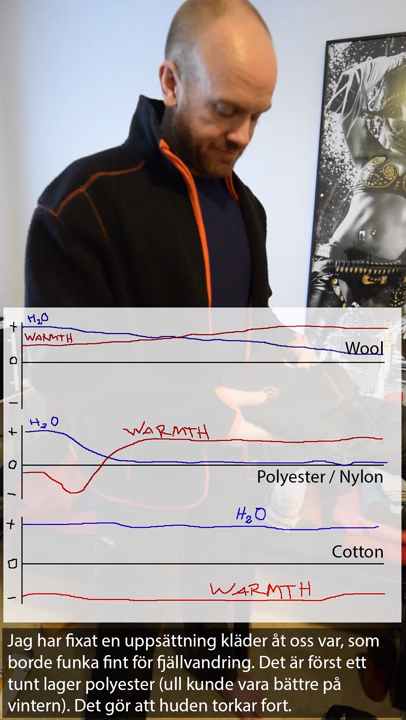 + H₂O
WARMTH
0
Wool
-
+ H₂O
WARMTH
0
Polyester / Nylon
-
+
H₂O
0
Cotton
-
WARMTH
Jag har fixat en uppsättning kläder åt oss var, som
borde funka fint för fjällvandring. Det är först ett
tunt lager polyester (ull kunde vara bättre på
vintern). Det gör att huden torkar fort.